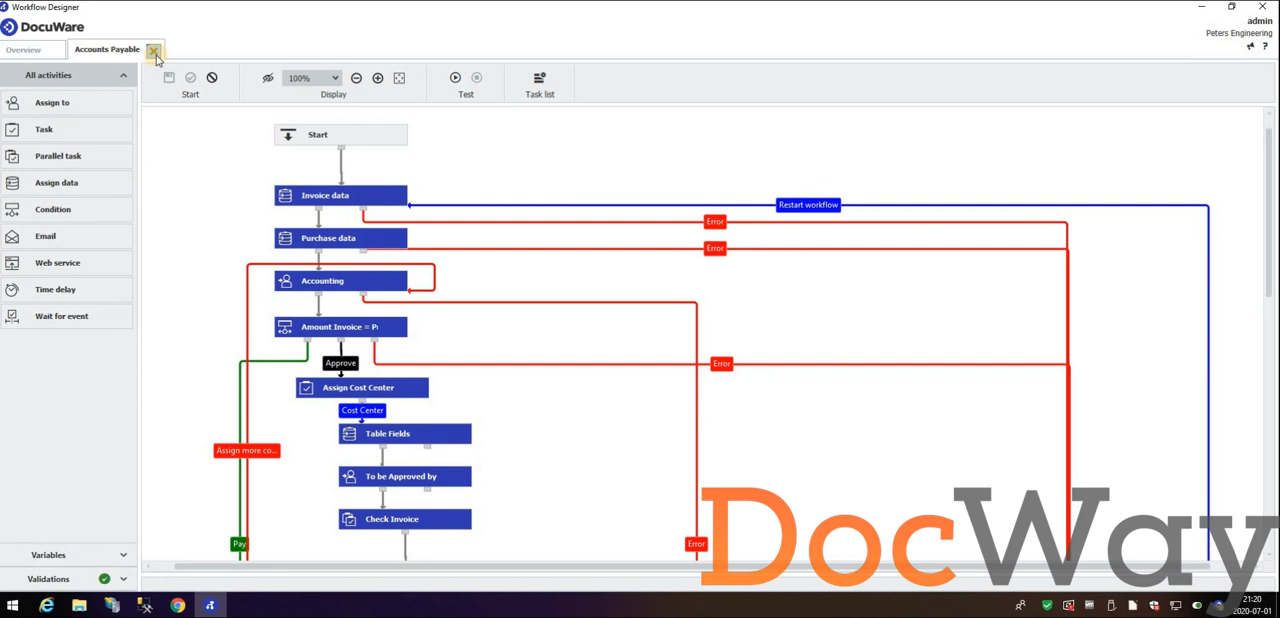 Workflow Designer
DocuWare
admin
Peters Engineering
?
Overview
Accounts Payable
All activities
100%
Start
Display
Test
Task list
Assign to
Task
Parallel task
Assign data
Condition
Email
Web service
Time delay
Wait for event
Start
Invoice data
Restart workflow
Error
Purchase data
Error
Accounting
Amount Invoice = P
Approve
Error
Assign Cost Center
Cost Center
Table Fields
Assign more co...
To be Approved by
Check Invoice
Pay
Error
DocWay
Variables
Validations
21:20
2020-07-01